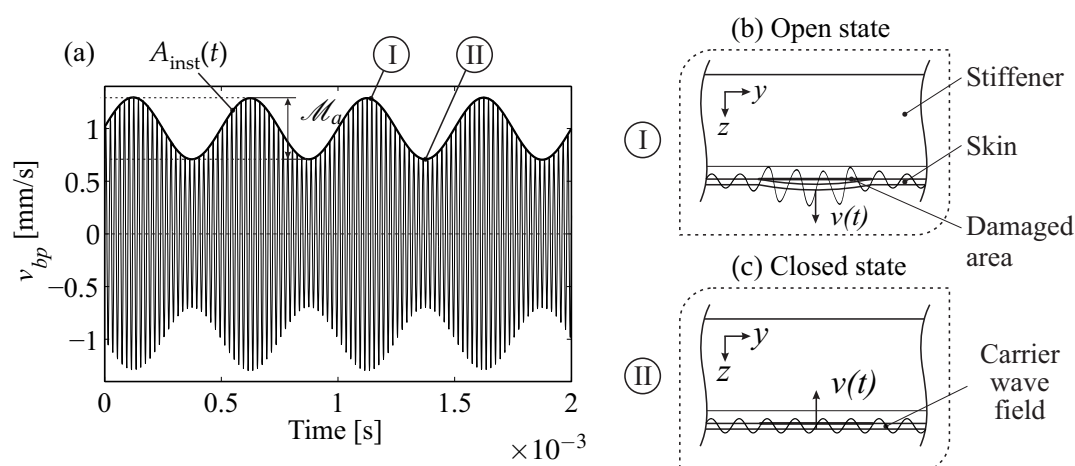 (a)
A_inst(t)
I
II
ℳ_a
1
0.5
0
−0.5
−1
v_bp [mm/s]
0
0.5
1
1.5
2
Time [s]
×10⁻³
(b) Open state
I
y
z
v(t)
Stiffener
Skin
Damaged
area
(c) Closed state
II
y
z
v(t)
Carrier
wave
field